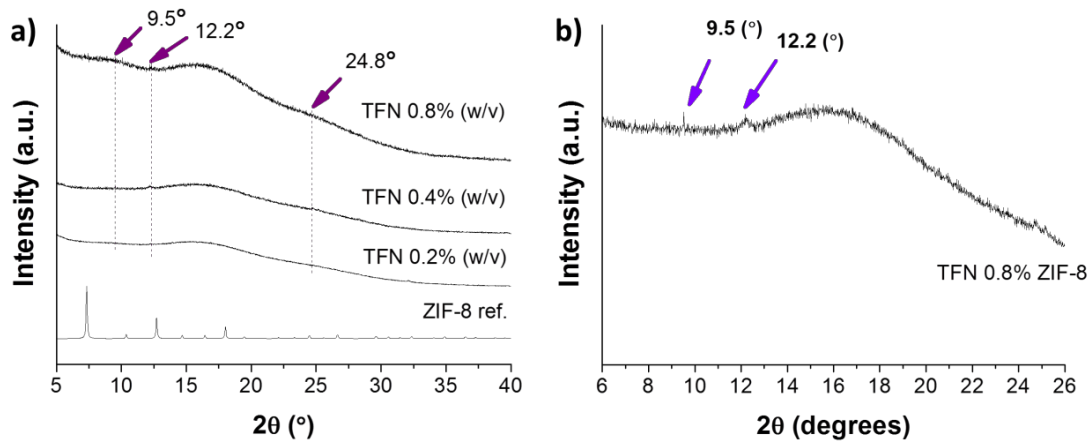 a)
9.5°
12.2°
24.8°
TFN 0.8% (w/v)
TFN 0.4% (w/v)
TFN 0.2% (w/v)
ZIF-8 ref.
Intensity (a.u.)
5 10 15 20 25 30 35 40
2θ (°)
b)
9.5 (°)
12.2 (°)
TFN 0.8% ZIF-8
Intensity (a.u.)
6 8 10 12 14 16 18 20 22 24 26
2θ (degrees)